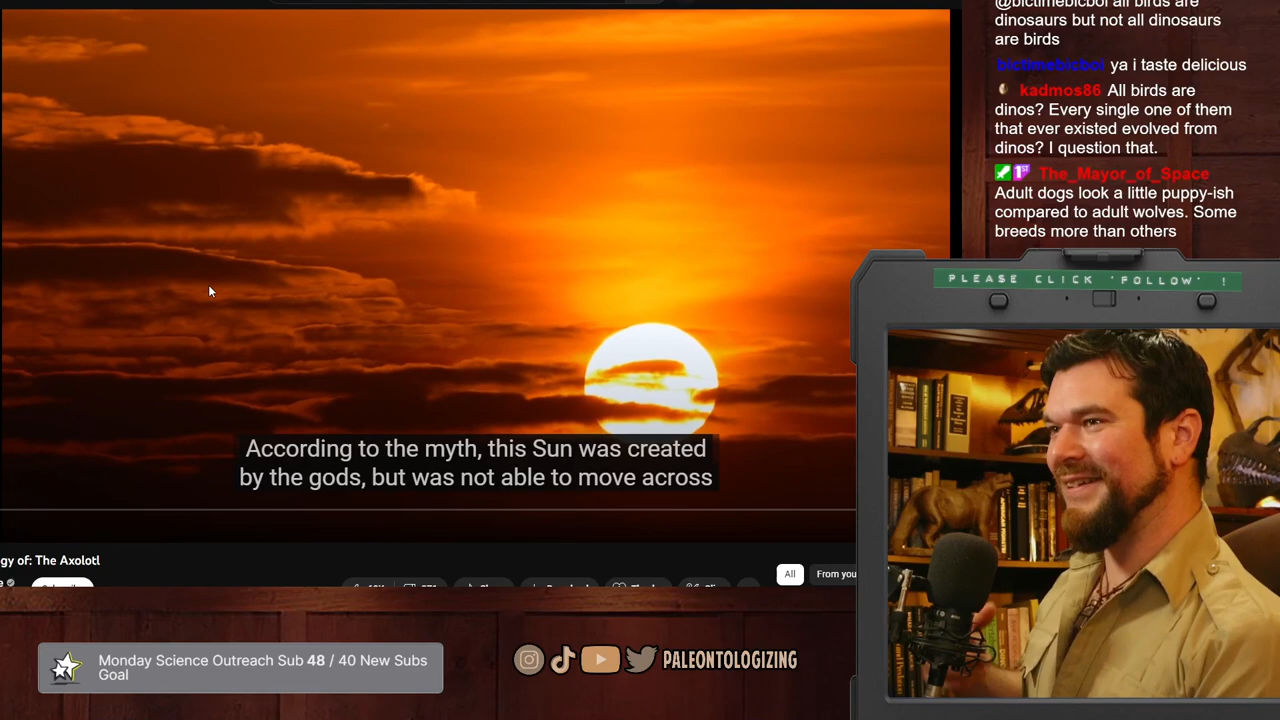 @bictimebicboi all birds are
dinosaurs but not all dinosaurs
are birds
bictimebicboi ya i taste delicious
kadmos86 All birds are
dinos? Every single one of them
that ever existed evolved from
dinos? I question that.
1ST The_Mayor_of_Space
Adult dogs look a little puppy-ish
compared to adult wolves. Some
breeds more than others
PLEASE CLICK 'FOLLOW' !
According to the myth, this Sun was created
by the gods, but was not able to move across
gy of: The Axolotl
All From you
Monday Science Outreach Sub 48 / 40 New Subs
Goal
PALEONTOLOGIZING